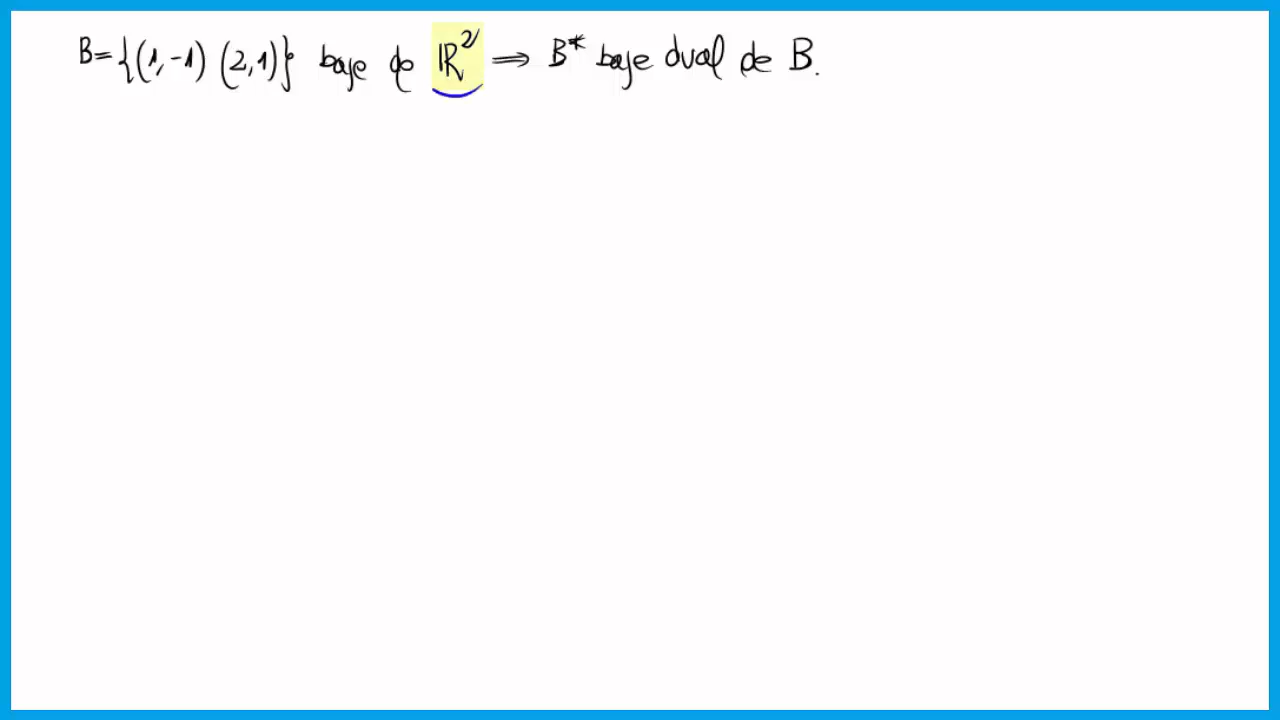 B={(1,-1) (2,1)} base de ℝ² ⟹ B* base dual de B.